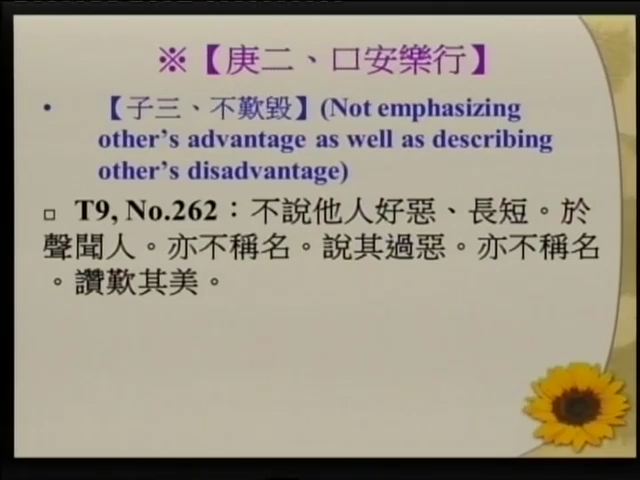 ※【庚二、口安樂行】
• 【子三、不歎毀】(Not emphasizing
other's advantage as well as describing
other's disadvantage)
□ T9, No.262：不說他人好惡、長短。於
聲聞人。亦不稱名。說其過惡。亦不稱名
。讚歎其美。